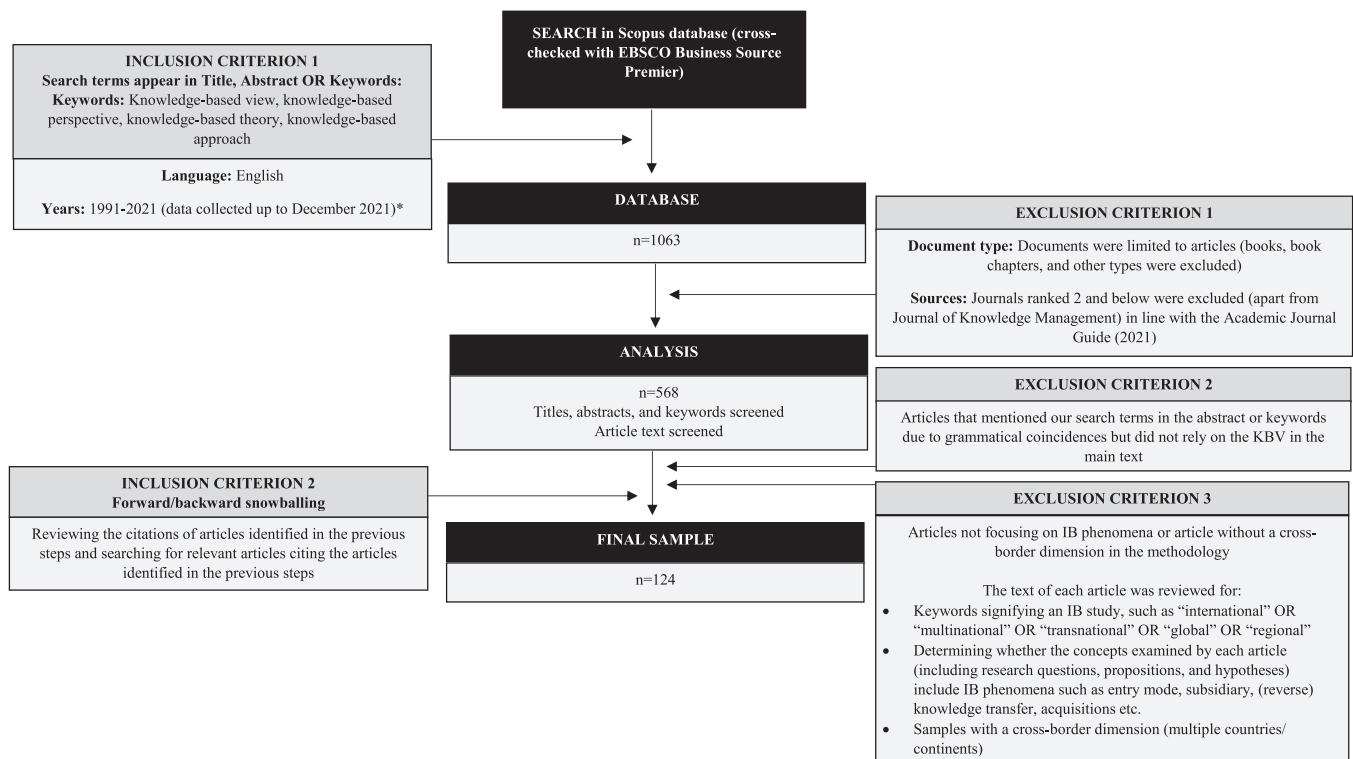 SEARCH in Scopus database (cross-
checked with EBSCO Business Source
Premier)
INCLUSION CRITERION 1
Search terms appear in Title, Abstract OR Keywords:
Keywords: Knowledge-based view, knowledge-based
perspective, knowledge-based theory, knowledge-based
approach
Language: English
Years: 1991-2021 (data collected up to December 2021)*
DATABASE
n=1063
EXCLUSION CRITERION 1
Document type: Documents were limited to articles (books, book
chapters, and other types were excluded)
Sources: Journals ranked 2 and below were excluded (apart from
Journal of Knowledge Management) in line with the Academic Journal
Guide (2021)
ANALYSIS
n=568
Titles, abstracts, and keywords screened
Article text screened
EXCLUSION CRITERION 2
Articles that mentioned our search terms in the abstract or keywords
due to grammatical coincidences but did not rely on the KBV in the
main text
INCLUSION CRITERION 2
Forward/backward snowballing
Reviewing the citations of articles identified in the previous
steps and searching for relevant articles citing the articles
identified in the previous steps
FINAL SAMPLE
n=124
EXCLUSION CRITERION 3
Articles not focusing on IB phenomena or article without a cross-
border dimension in the methodology
The text of each article was reviewed for:
• Keywords signifying an IB study, such as “international” OR
“multinational” OR “transnational” OR “global” OR “regional”
• Determining whether the concepts examined by each article
(including research questions, propositions, and hypotheses)
include IB phenomena such as entry mode, subsidiary, (reverse)
knowledge transfer, acquisitions etc.
• Samples with a cross-border dimension (multiple countries/
continents)